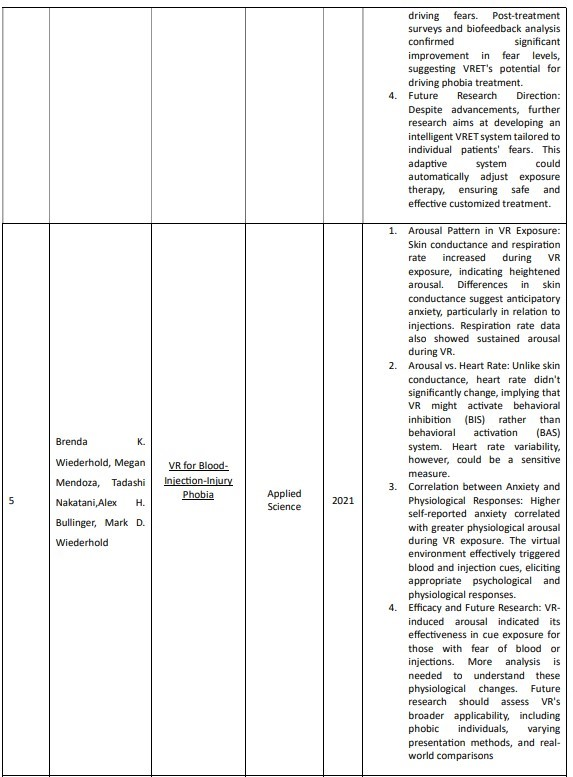 driving fears. Post-treatment
surveys and biofeedback analysis
confirmed significant
improvement in fear levels,
suggesting VRET's potential for
driving phobia treatment.
4. Future Research Direction:
Despite advancements, further
research aims at developing an
intelligent VRET system tailored to
individual patients' fears. This
adaptive system could
automatically adjust exposure
therapy, ensuring safe and
effective customized treatment.
5
Brenda K.
Wiederhold, Megan
Mendoza, Tadashi
Nakatani,Alex H.
Bullinger, Mark D.
Wiederhold
VR for Blood-
Injection-Injury
Phobia
Applied
Science
2021
1. Arousal Pattern in VR Exposure:
Skin conductance and respiration
rate increased during VR
exposure, indicating heightened
arousal. Differences in skin
conductance suggest anticipatory
anxiety, particularly in relation to
injections. Respiration rate data
also showed sustained arousal
during VR.
2. Arousal vs. Heart Rate: Unlike skin
conductance, heart rate didn't
significantly change, implying that
VR might activate behavioral
inhibition (BIS) rather than
behavioral activation (BAS)
system. Heart rate variability,
however, could be a sensitive
measure.
3. Correlation between Anxiety and
Physiological Responses: Higher
self-reported anxiety correlated
with greater physiological arousal
during VR exposure. The virtual
environment effectively triggered
blood and injection cues, eliciting
appropriate psychological and
physiological responses.
4. Efficacy and Future Research: VR-
induced arousal indicated its
effectiveness in cue exposure for
those with fear of blood or
injections. More analysis is
needed to understand these
physiological changes. Future
research should assess VR's
broader applicability, including
phobic individuals, varying
presentation methods, and real-
world comparisons